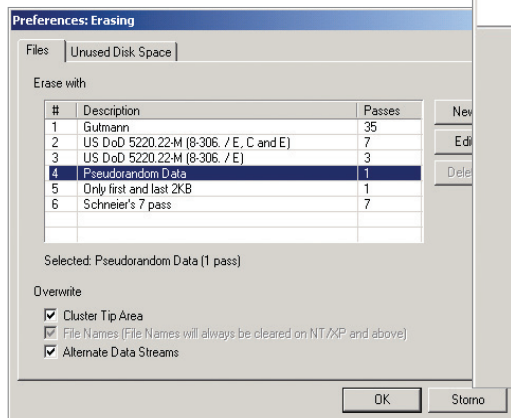 Preferences: Erasing
Files Unused Disk Space
Erase with
# Description Passes
1 Gutmann 35
2 US DoD 5220.22-M (8-306. / E, C and E) 7
3 US DoD 5220.22-M (8-306. / E) 3
4 Pseudorandom Data 1
5 Only first and last 2KB 1
6 Schneier's 7 pass 7
Selected: Pseudorandom Data (1 pass)
Overwrite
Cluster Tip Area
File Names (File Names will always be cleared on NT/XP and above)
Alternate Data Streams
OK Storno